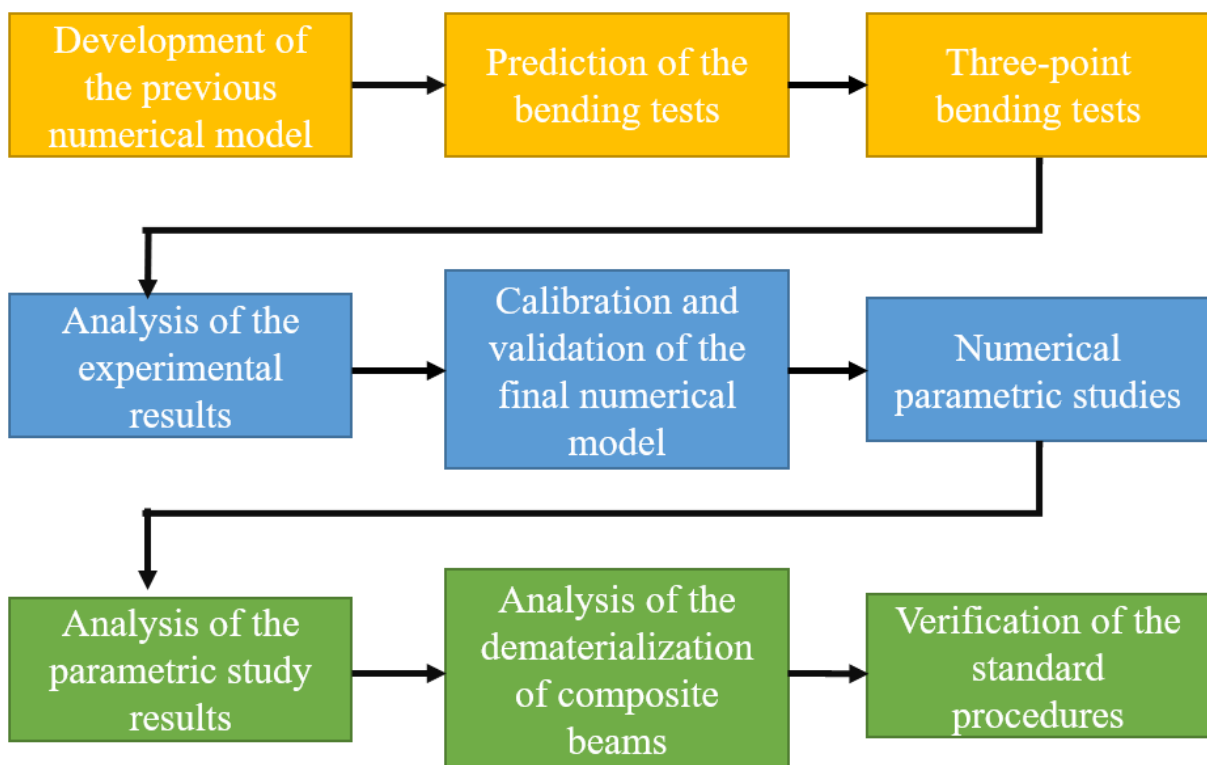 Development of
the previous
numerical model
Prediction of the
bending tests
Three-point
bending tests
Analysis of the
experimental
results
Calibration and
validation of the
final numerical
model
Numerical
parametric studies
Analysis of the
parametric study
results
Analysis of the
dematerialization
of composite
beams
Verification of the
standard
procedures